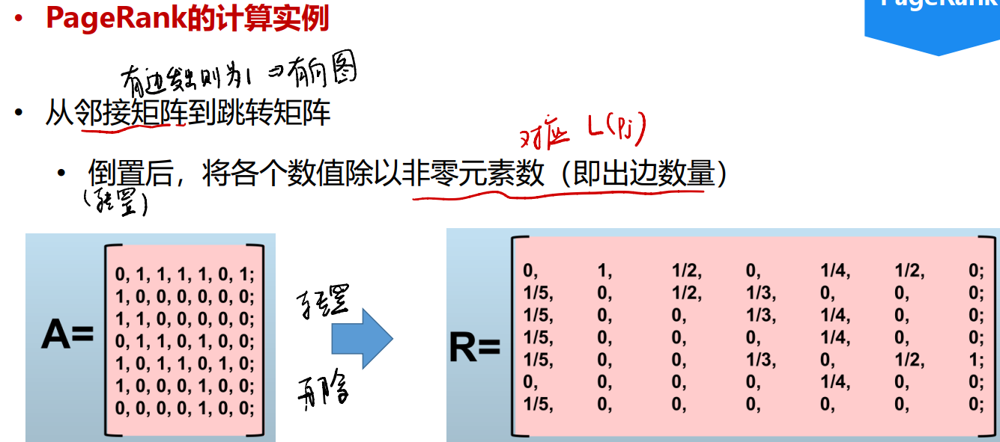 PageRank
• PageRank的计算实例
有边发出则为1 ⇒有向图
• 从邻接矩阵到跳转矩阵
对应 L(Pj)
• 倒置后，将各个数值除以非零元素数（即出边数量）
(转置)
A=
0, 1, 1, 1, 1, 0, 1;
1, 0, 0, 0, 0, 0, 0;
1, 1, 0, 0, 0, 0, 0;
0, 1, 1, 0, 1, 0, 0;
1, 0, 1, 1, 0, 1, 0;
1, 0, 0, 0, 1, 0, 0;
0, 0, 0, 0, 1, 0, 0;
转置
再除
R=
0, 1, 1/2, 0, 1/4, 1/2, 0;
1/5, 0, 1/2, 1/3, 0, 0, 0;
1/5, 0, 0, 1/3, 1/4, 0, 0;
1/5, 0, 0, 0, 1/4, 0, 0;
1/5, 0, 0, 1/3, 0, 1/2, 1;
0, 0, 0, 0, 1/4, 0, 0;
1/5, 0, 0, 0, 0, 0, 0;